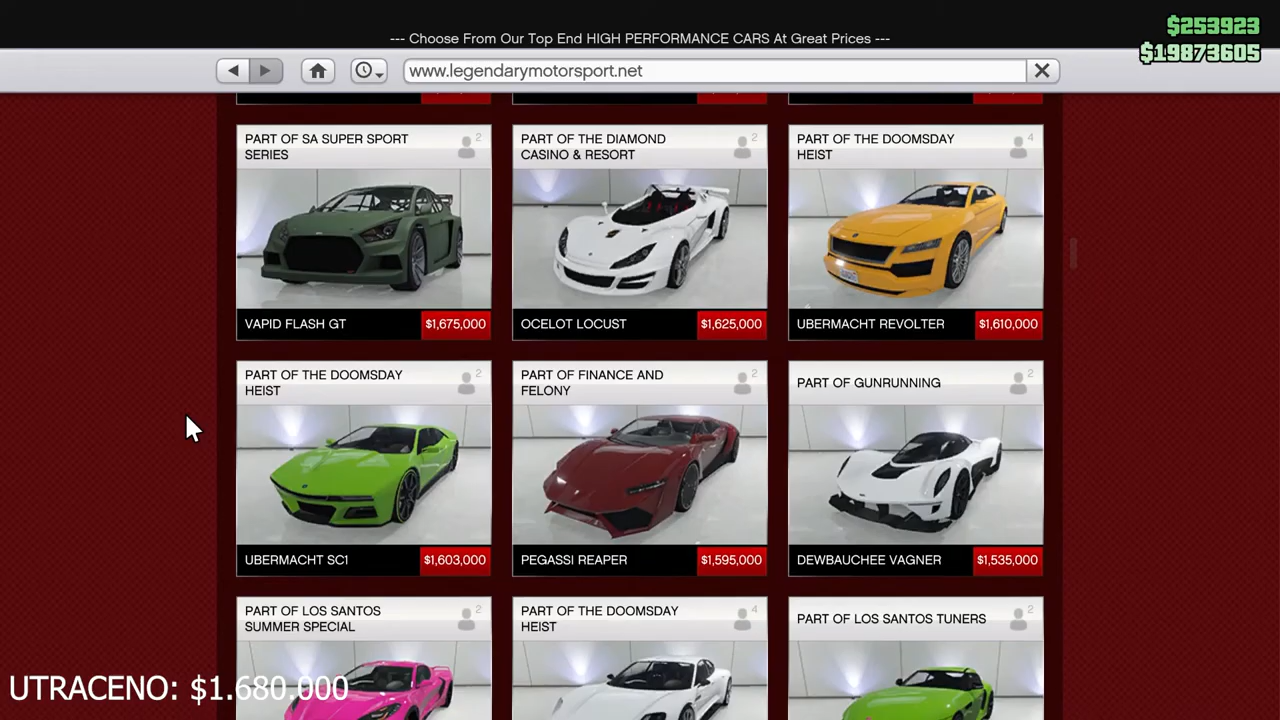 --- Choose From Our Top End HIGH PERFORMANCE CARS At Great Prices ---
$253923
$19873605
www.legendarymotorsport.net
PART OF SA SUPER SPORT
SERIES
2
PART OF THE DIAMOND
CASINO & RESORT
2
PART OF THE DOOMSDAY
HEIST
4
VAPID FLASH GT
$1,675,000
OCELOT LOCUST
$1,625,000
UBERMACHT REVOLTER
$1,610,000
PART OF THE DOOMSDAY
HEIST
2
PART OF FINANCE AND
FELONY
2
PART OF GUNRUNNING
2
UBERMACHT SC1
$1,603,000
PEGASSI REAPER
$1,595,000
DEWBAUCHEE VAGNER
$1,535,000
PART OF LOS SANTOS
SUMMER SPECIAL
2
PART OF THE DOOMSDAY
HEIST
4
PART OF LOS SANTOS TUNERS
2
UTRACENO: $1.680.000